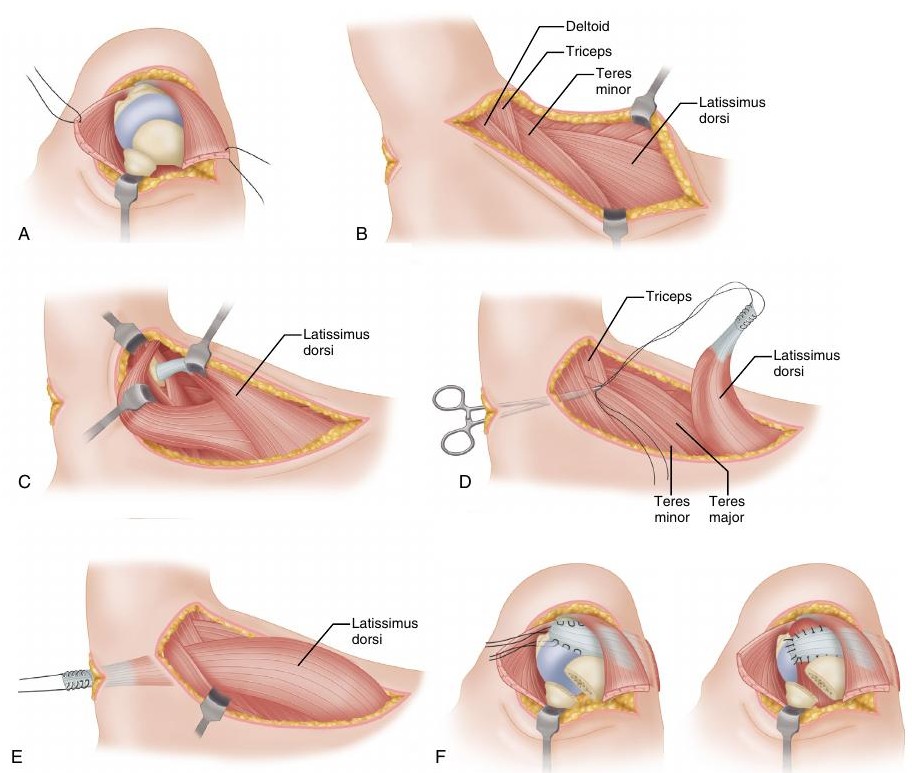 Deltoid
Triceps
Teres
minor
Latissimus
dorsi
A
B
Latissimus
dorsi
C
Triceps
Latissimus
dorsi
Teres
minor
Teres
major
D
Latissimus
dorsi
E
F